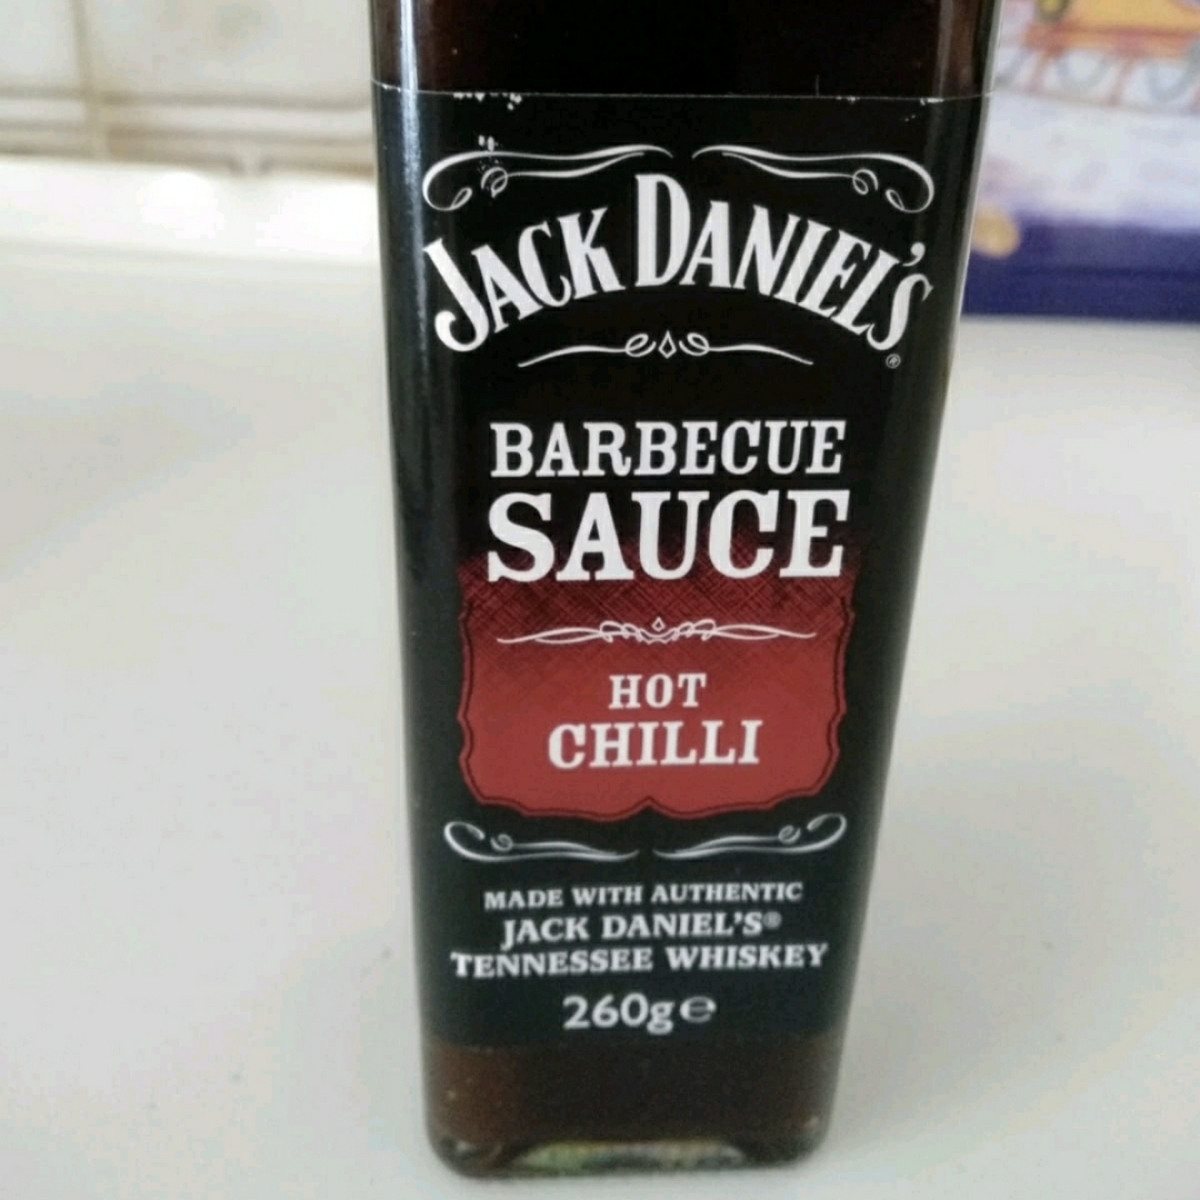 JACK DANIEL'S®
BARBECUE
SAUCE
HOT
CHILLI
MADE WITH AUTHENTIC
JACK DANIEL'S®
TENNESSEE WHISKEY
260g ℮